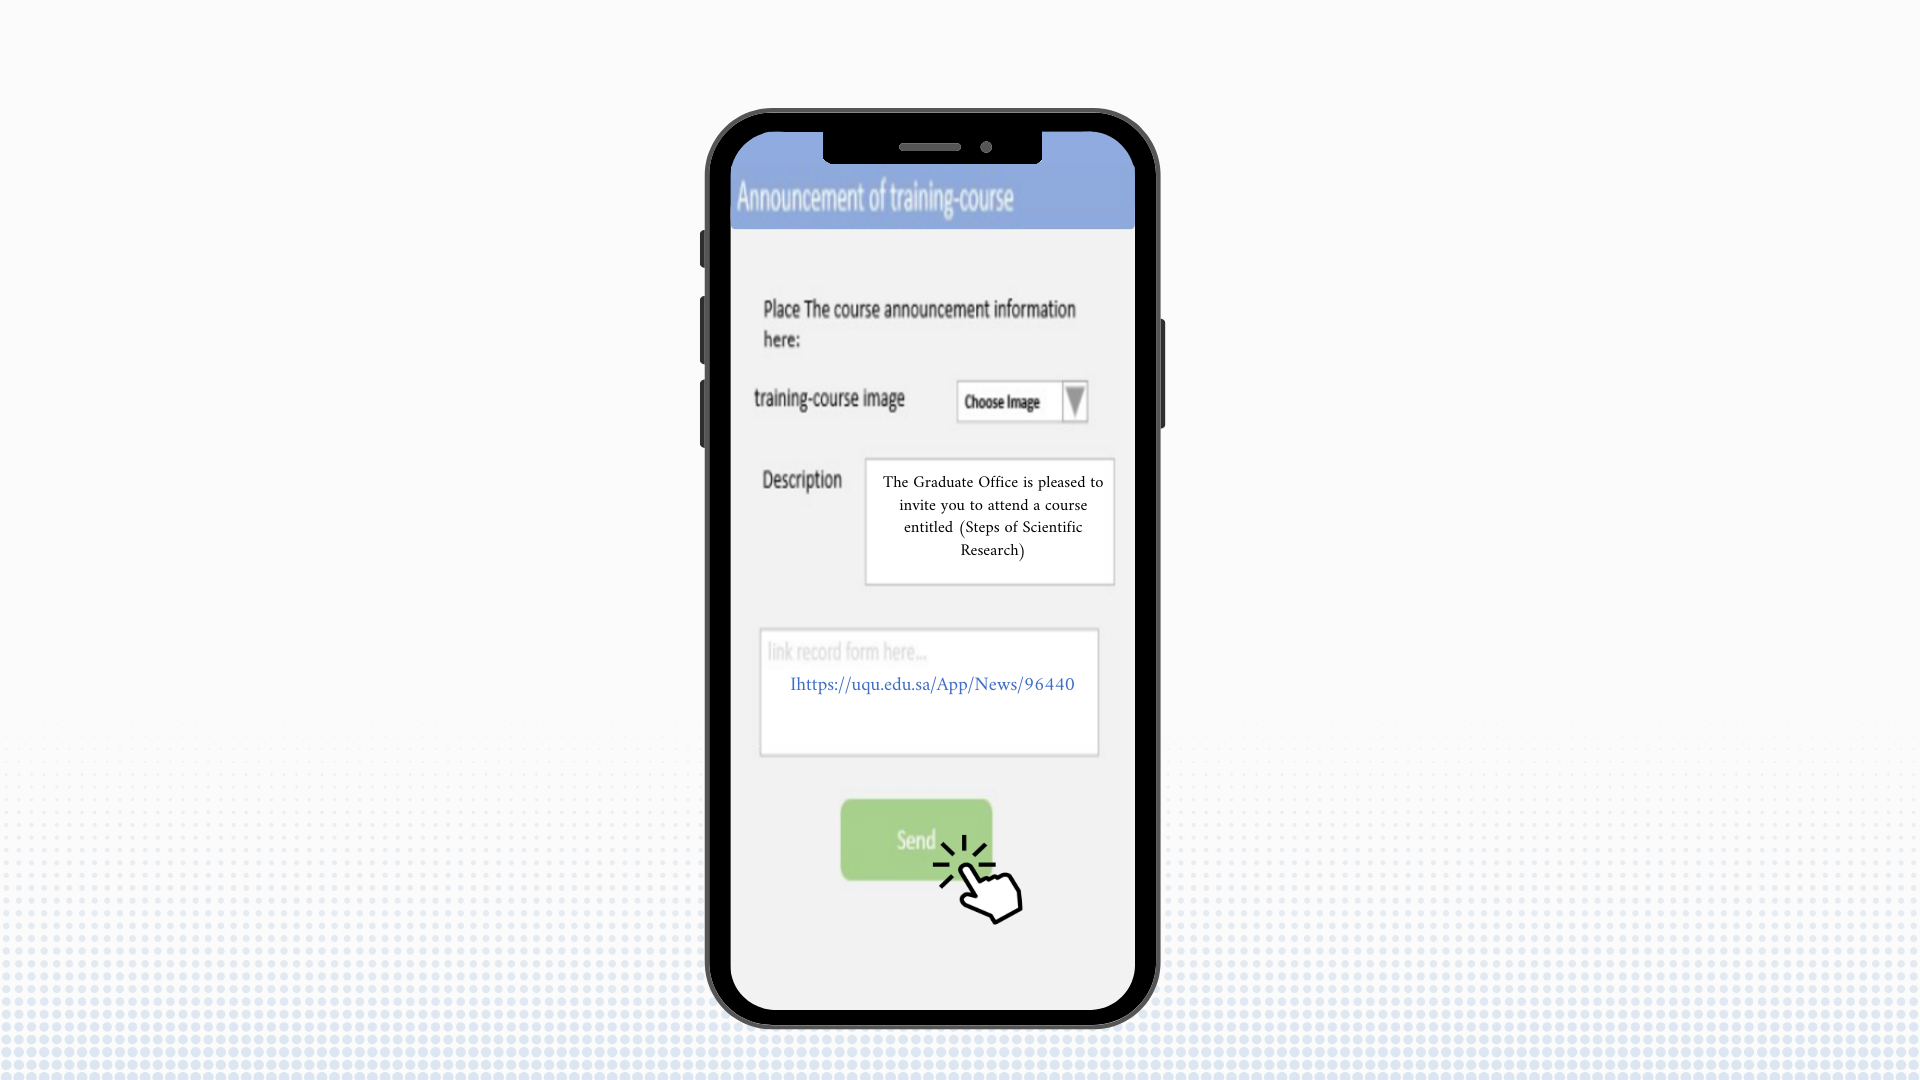 Announcement of training-course
Place The course announcement information
here:
training-course image
Choose Image
Description
The Graduate Office is pleased to
invite you to attend a course
entitled (Steps of Scientific
Research)
link record form here...
Ihttps://uqu.edu.sa/App/News/96440
Send